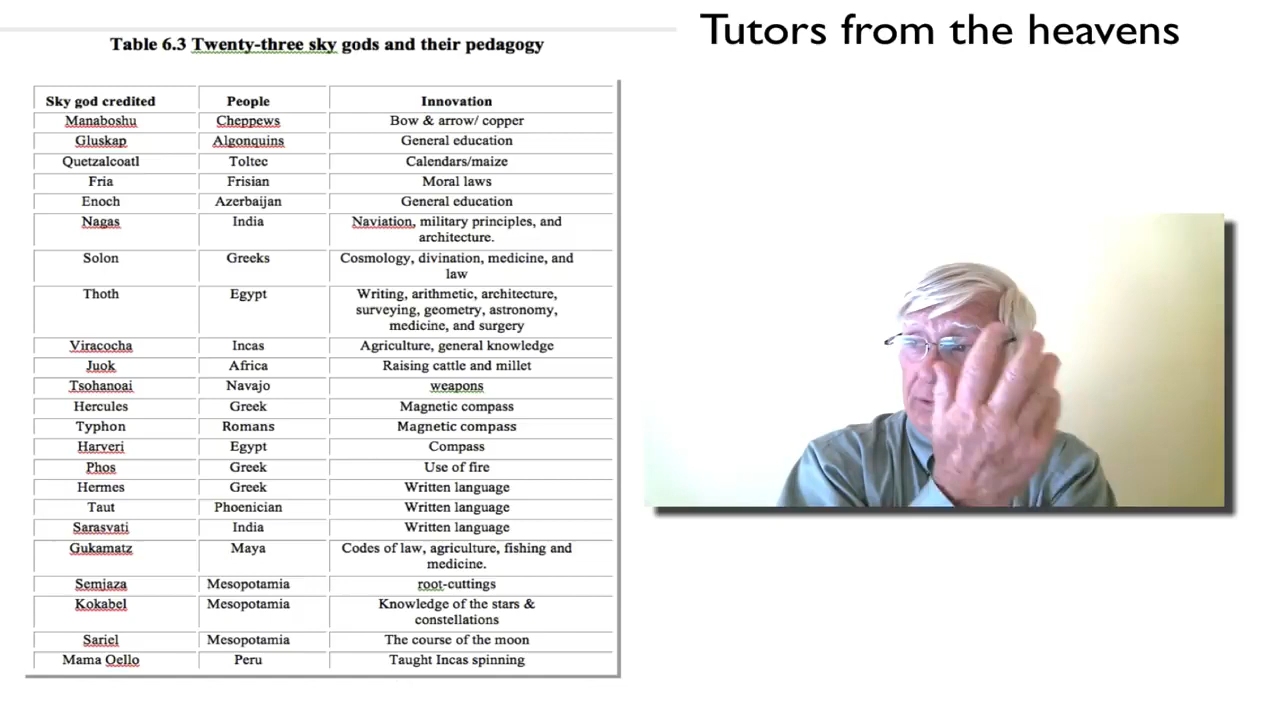 Tutors from the heavens
Table 6.3 Twenty-three sky gods and their pedagogy
Sky god credited People Innovation
Manaboshu Cheppews Bow & arrow/ copper
Gluskap Algonquins General education
Quetzalcoatl Toltec Calendars/maize
Fria Frisian Moral laws
Enoch Azerbaijan General education
Nagas India Naviation, military principles, and
architecture.
Solon Greeks Cosmology, divination, medicine, and
law
Thoth Egypt Writing, arithmetic, architecture,
surveying, geometry, astronomy,
medicine, and surgery
Viracocha Incas Agriculture, general knowledge
Juok Africa Raising cattle and millet
Tsohanoai Navajo weapons
Hercules Greek Magnetic compass
Typhon Romans Magnetic compass
Harveri Egypt Compass
Phos Greek Use of fire
Hermes Greek Written language
Taut Phoenician Written language
Sarasvati India Written language
Gukamatz Maya Codes of law, agriculture, fishing and
medicine.
Semjaza Mesopotamia root-cuttings
Kokabel Mesopotamia Knowledge of the stars &
constellations
Sariel Mesopotamia The course of the moon
Mama Oello Peru Taught Incas spinning